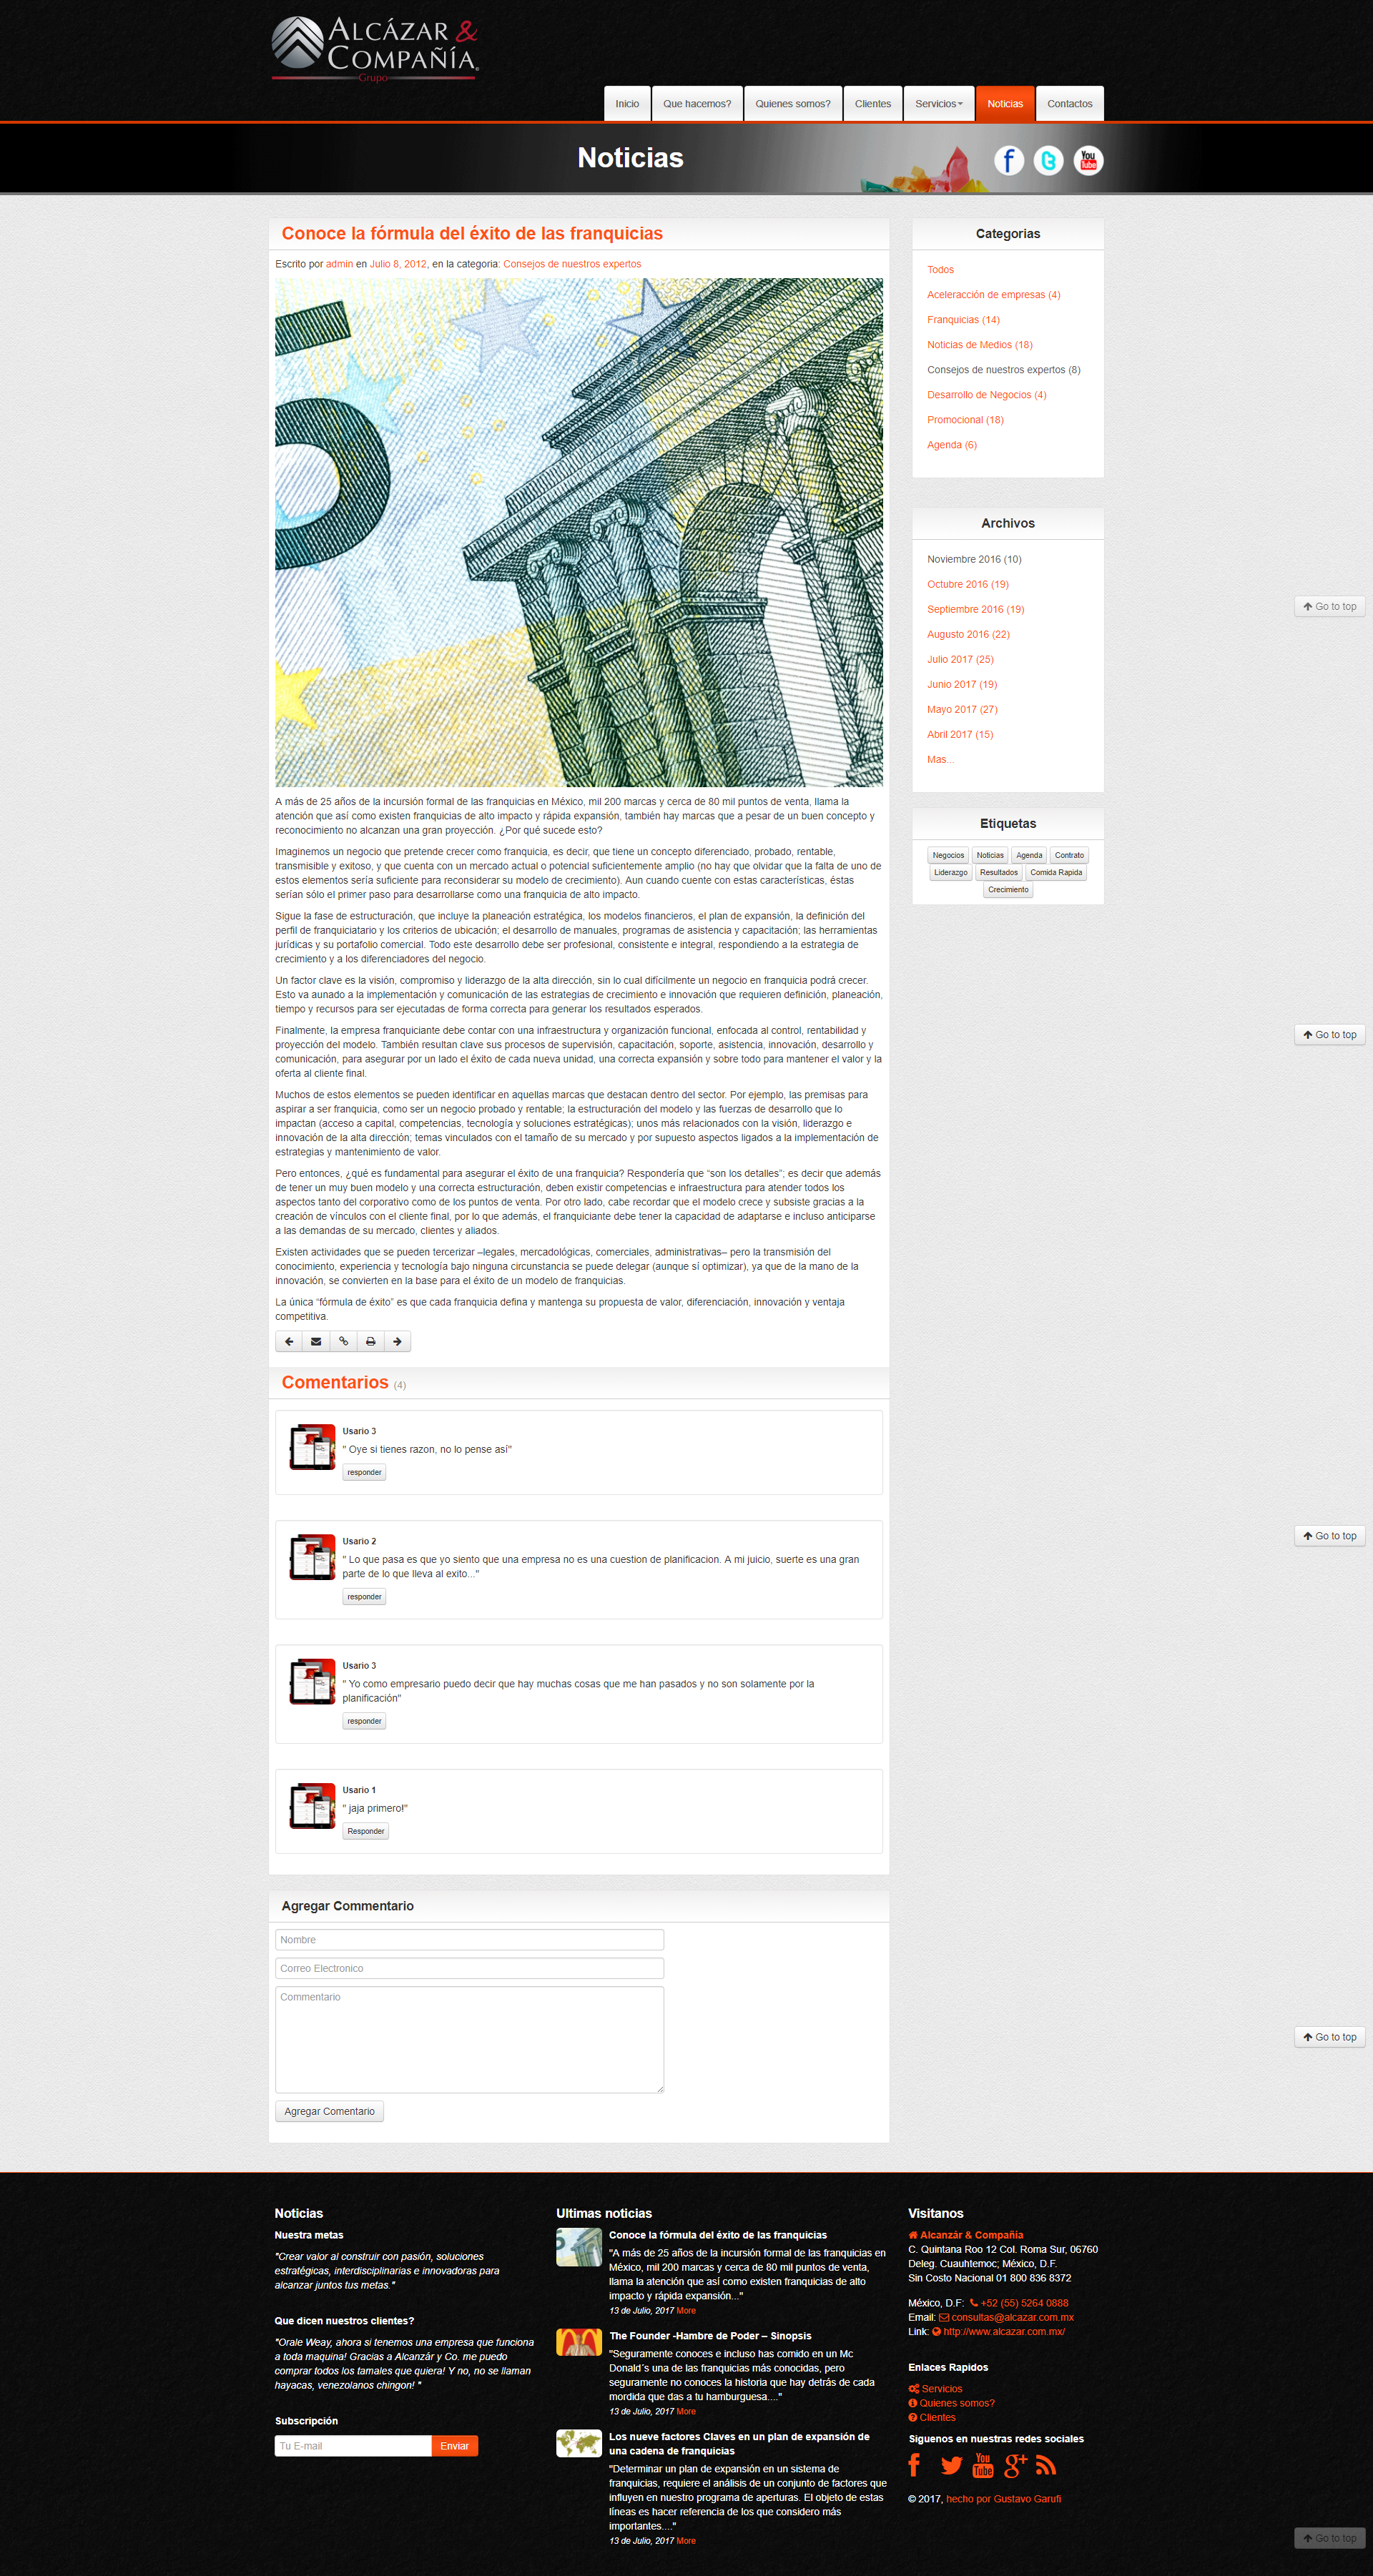 ALCÁZAR &
COMPAÑÍA
Grupo
Inicio
Que hacemos?
Quienes somos?
Clientes
Servicios
Noticias
Contactos
Noticias
f
t
You
Tube
Conoce la fórmula del éxito de las franquicias
Escrito por admin en Julio 8, 2012, en la categoria: Consejos de nuestros expertos
A más de 25 años de la incursión formal de las franquicias en México, mil 200 marcas y cerca de 80 mil puntos de venta, llama la
atención que así como existen franquicias de alto impacto y rápida expansión, también hay marcas que a pesar de un buen concepto y
reconocimiento no alcanzan una gran proyección. ¿Por qué sucede esto?
Imaginemos un negocio que pretende crecer como franquicia, es decir, que tiene un concepto diferenciado, probado, rentable,
transmisible y exitoso, y que cuenta con un mercado actual o potencial suficientemente amplio (no hay que olvidar que la falta de uno de
estos elementos sería suficiente para reconsiderar su modelo de crecimiento). Aun cuando cuente con estas características, éstas
serían sólo el primer paso para desarrollarse como una franquicia de alto impacto.
Sigue la fase de estructuración, que incluye la planeación estratégica, los modelos financieros, el plan de expansión, la definición del
perfil de franquiciatario y los criterios de ubicación; el desarrollo de manuales, programas de asistencia y capacitación; las herramientas
jurídicas y su portafolio comercial. Todo este desarrollo debe ser profesional, consistente e integral, respondiendo a la estrategia de
crecimiento y a los diferenciadores del negocio.
Un factor clave es la visión, compromiso y liderazgo de la alta dirección, sin lo cual difícilmente un negocio en franquicia podrá crecer.
Esto va aunado a la implementación y comunicación de las estrategias de crecimiento e innovación que requieren definición, planeación,
tiempo y recursos para ser ejecutadas de forma correcta para generar los resultados esperados.
Finalmente, la empresa franquiciante debe contar con una infraestructura y organización funcional, enfocada al control, rentabilidad y
proyección del modelo. También resultan clave sus procesos de supervisión, capacitación, soporte, asistencia, innovación, desarrollo y
comunicación, para asegurar por un lado el éxito de cada nueva unidad, una correcta expansión y sobre todo para mantener el valor y la
oferta al cliente final.
Muchos de estos elementos se pueden identificar en aquellas marcas que destacan dentro del sector. Por ejemplo, las premisas para
aspirar a ser franquicia, como ser un negocio probado y rentable; la estructuración del modelo y las fuerzas de desarrollo que lo
impactan (acceso a capital, competencias, tecnología y soluciones estratégicas); unos más relacionados con la visión, liderazgo e
innovación de la alta dirección; temas vinculados con el tamaño de su mercado y por supuesto aspectos ligados a la implementación de
estrategias y mantenimiento de valor.
Pero entonces, ¿qué es fundamental para asegurar el éxito de una franquicia? Respondería que “son los detalles”; es decir que además
de tener un muy buen modelo y una correcta estructuración, deben existir competencias e infraestructura para atender todos los
aspectos tanto del corporativo como de los puntos de venta. Por otro lado, cabe recordar que el modelo crece y subsiste gracias a la
creación de vínculos con el cliente final, por lo que además, el franquiciante debe tener la capacidad de adaptarse e incluso anticiparse
a las demandas de su mercado, clientes y aliados.
Existen actividades que se pueden tercerizar –legales, mercadológicas, comerciales, administrativas– pero la transmisión del
conocimiento, experiencia y tecnología bajo ninguna circunstancia se puede delegar (aunque sí optimizar), ya que de la mano de la
innovación, se convierten en la base para el éxito de un modelo de franquicias.
La única “fórmula de éxito” es que cada franquicia defina y mantenga su propuesta de valor, diferenciación, innovación y ventaja
competitiva.
Comentarios (4)
Usario 3
" Oye si tienes razon, no lo pense así"
responder
Usario 2
" Lo que pasa es que yo siento que una empresa no es una cuestion de planificacion. A mi juicio, suerte es una gran
parte de lo que lleva al exito..."
responder
Usario 3
" Yo como empresario puedo decir que hay muchas cosas que me han pasados y no son solamente por la
planificación"
responder
Usario 1
" jaja primero!"
Responder
Agregar Commentario
Nombre
Correo Electronico
Commentario
Agregar Comentario
Categorias
Todos
Aceleracción de empresas (4)
Franquicias (14)
Noticias de Medios (18)
Consejos de nuestros expertos (8)
Desarrollo de Negocios (4)
Promocional (18)
Agenda (6)
Archivos
Noviembre 2016 (10)
Octubre 2016 (19)
Septiembre 2016 (19)
Augusto 2016 (22)
Julio 2017 (25)
Junio 2017 (19)
Mayo 2017 (27)
Abril 2017 (15)
Mas...
Etiquetas
Negocios Noticias Agenda Contrato
Liderazgo Resultados Comida Rapida
Crecimiento
Go to top
Go to top
Go to top
Go to top
Noticias
Nuestra metas
"Crear valor al construir con pasión, soluciones
estratégicas, interdisciplinarias e innovadoras para
alcanzar juntos tus metas."
Que dicen nuestros clientes?
"Orale Weay, ahora si tenemos una empresa que funciona
a toda maquina! Gracias a Alcanzár y Co. me puedo
comprar todos los tamales que quiera! Y no, no se llaman
hayacas, venezolanos chingon! "
Subscripción
Tu E-mail
Enviar
Ultimas noticias
Conoce la fórmula del éxito de las franquicias
"A más de 25 años de la incursión formal de las franquicias en
México, mil 200 marcas y cerca de 80 mil puntos de venta,
llama la atención que así como existen franquicias de alto
impacto y rápida expansión..."
13 de Julio, 2017 More
The Founder -Hambre de Poder – Sinopsis
"Seguramente conoces e incluso has comido en un Mc
Donald´s una de las franquicias más conocidas, pero
seguramente no conoces la historia que hay detrás de cada
mordida que das a tu hamburguesa...."
13 de Julio, 2017 More
Los nueve factores Claves en un plan de expansión de
una cadena de franquicias
"Determinar un plan de expansión en un sistema de
franquicias, requiere el análisis de un conjunto de factores que
influyen en nuestro programa de aperturas. El objeto de estas
líneas es hacer referencia de los que considero más
importantes...."
13 de Julio, 2017 More
Visitanos
Alcanzár & Compañia
C. Quintana Roo 12 Col. Roma Sur, 06760
Deleg. Cuauhtemoc; México, D.F.
Sin Costo Nacional 01 800 836 8372
México, D.F: +52 (55) 5264 0888
Email: consultas@alcazar.com.mx
Link: http://www.alcazar.com.mx/
Enlaces Rapidos
Servicios
Quienes somos?
Clientes
Siguenos en nuestras redes sociales
You
Tube
© 2017, hecho por Gustavo Garufi
Go to top